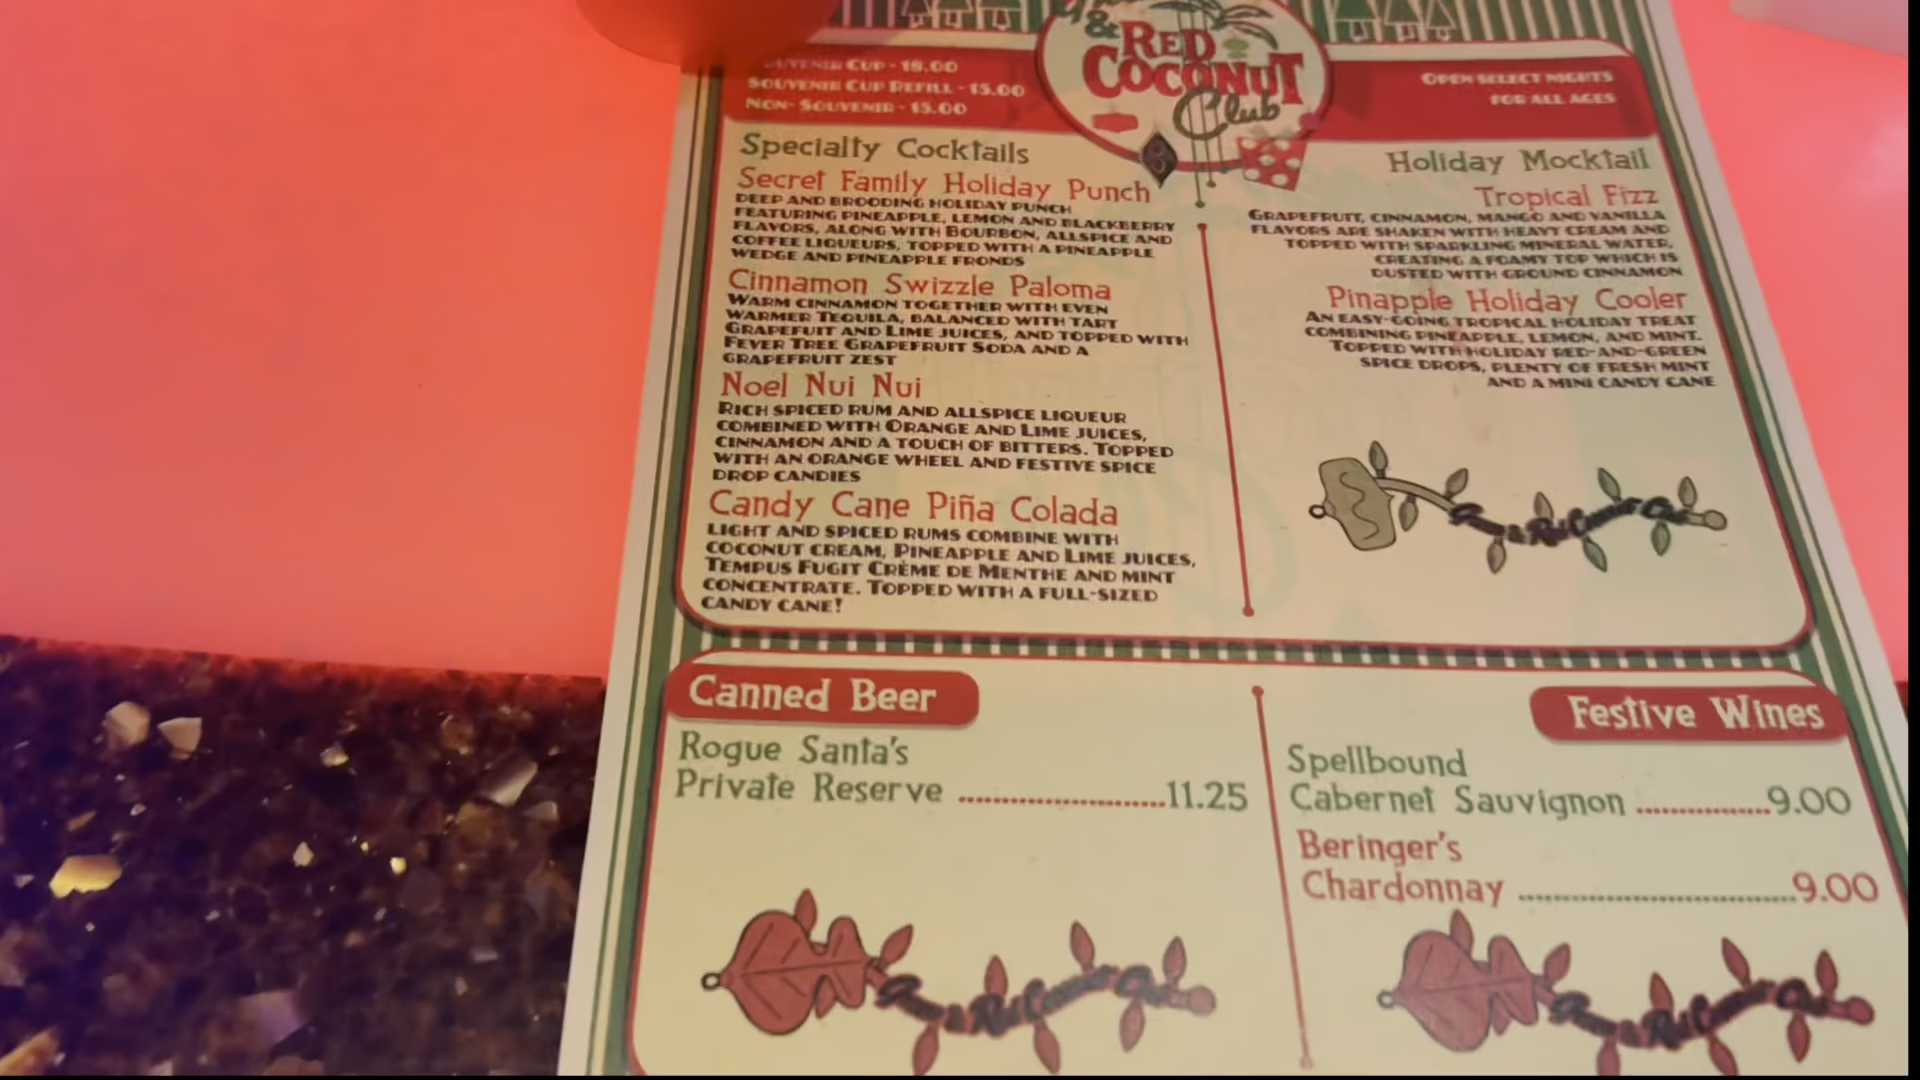 & Red
Coconut
Club
Cup - 18.00
Souvenir Cup Refill - 15.00
Non- Souvenir - 15.00
Open select nights
for all ages
Specialty Cocktails
Secret Family Holiday Punch
Deep and brooding holiday punch
featuring pineapple, lemon and blackberry
flavors, along with Bourbon, allspice and
coffee liqueurs, topped with a pineapple
wedge and pineapple fronds
Cinnamon Swizzle Paloma
Warm cinnamon together with even
warmer Tequila, balanced with tart
Grapefuit and Lime juices, and topped with
Fever Tree Grapefruit Soda and a
grapefruit zest
Noel Nui Nui
Rich spiced rum and allspice liqueur
combined with Orange and Lime juices,
cinnamon and a touch of bitters. Topped
with an orange wheel and festive spice
drop candies
Candy Cane Piña Colada
Light and spiced rums combine with
coconut cream, Pineapple and Lime juices,
Tempus Fugit Crème de Menthe and mint
concentrate. Topped with a full-sized
candy cane!
Holiday Mocktail
Tropical Fizz
Grapefruit, cinnamon, mango and vanilla
flavors are shaken with heavy cream and
topped with sparkling mineral water,
creating a foamy top which is
dusted with ground cinnamon
Pinapple Holiday Cooler
An easy-going tropical holiday treat
combining pineapple, lemon, and mint.
Topped with holiday red-and-green
spice drops, plenty of fresh mint
and a mini candy cane
Canned Beer
Rogue Santa's
Private Reserve ........................11.25
Festive Wines
Spellbound
Cabernet Sauvignon ...............9.00
Beringer's
Chardonnay ................................9.00